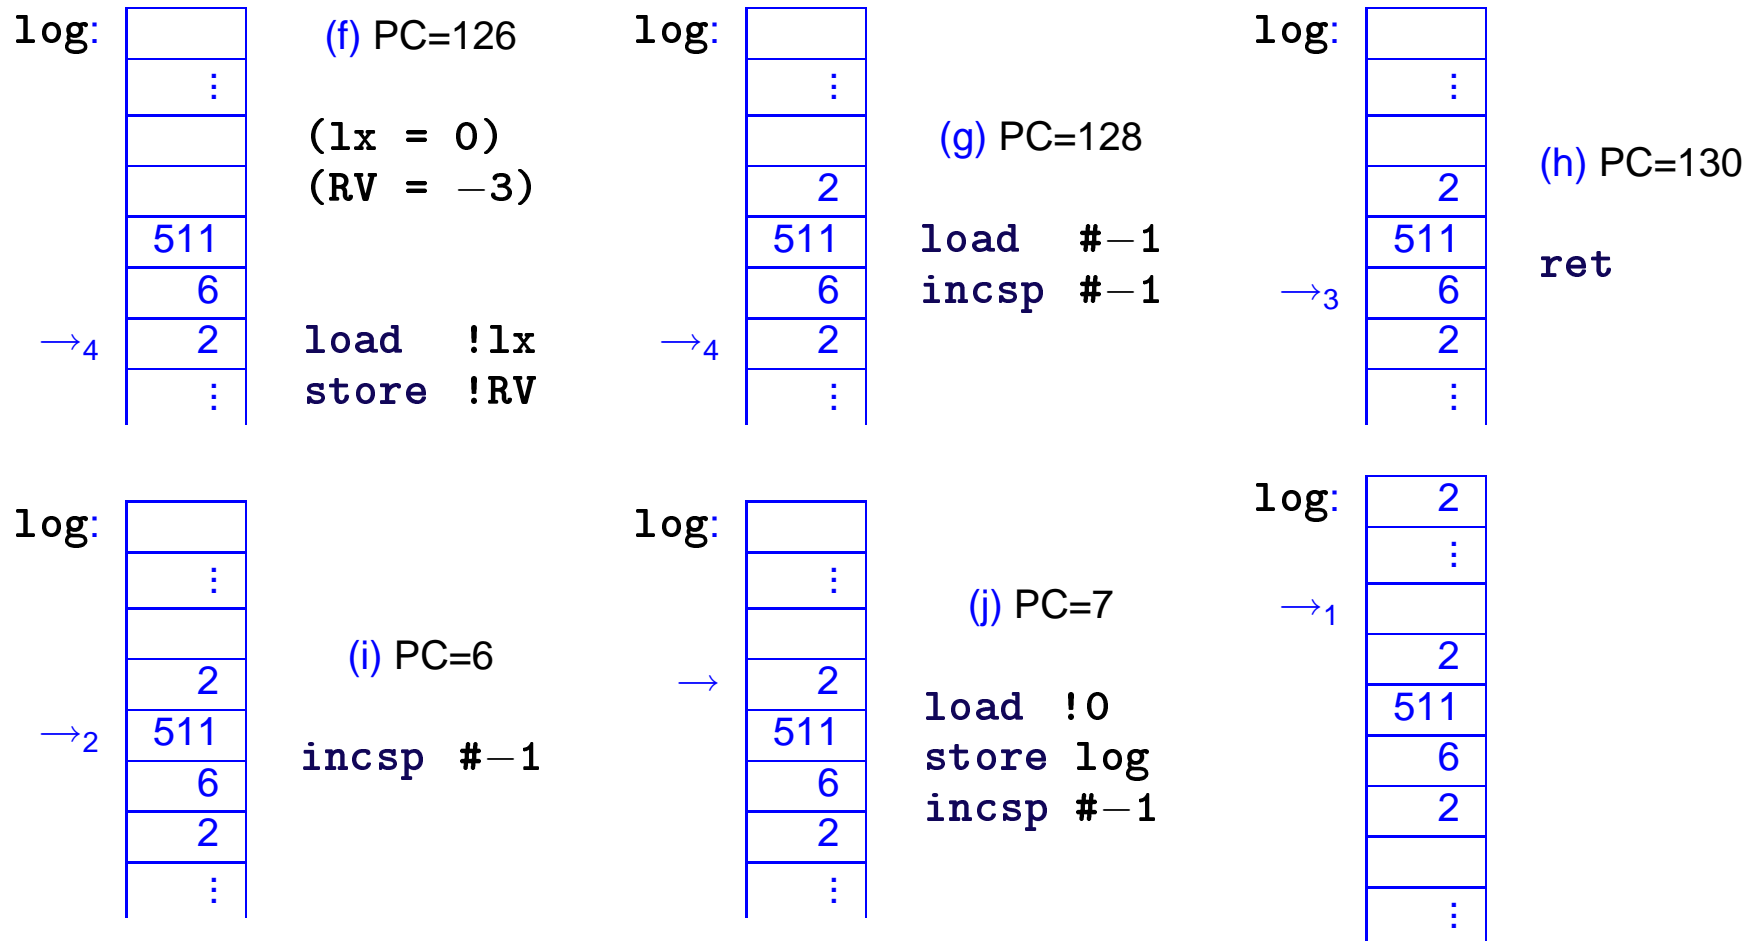 log:
⋮
511
6
→4 2
⋮
(f) PC=126
(lx = 0)
(RV = −3)
load !lx
store !RV
log:
⋮
2
511
6
→4 2
⋮
(g) PC=128
load #−1
incsp #−1
log:
⋮
2
511
→3 6
2
⋮
(h) PC=130
ret
log:
⋮
2
→2 511
6
2
⋮
(i) PC=6
incsp #−1
log:
⋮
→ 2
511
6
2
⋮
(j) PC=7
load !0
store log
incsp #−1
log: 2
⋮
→1
2
511
6
2
⋮